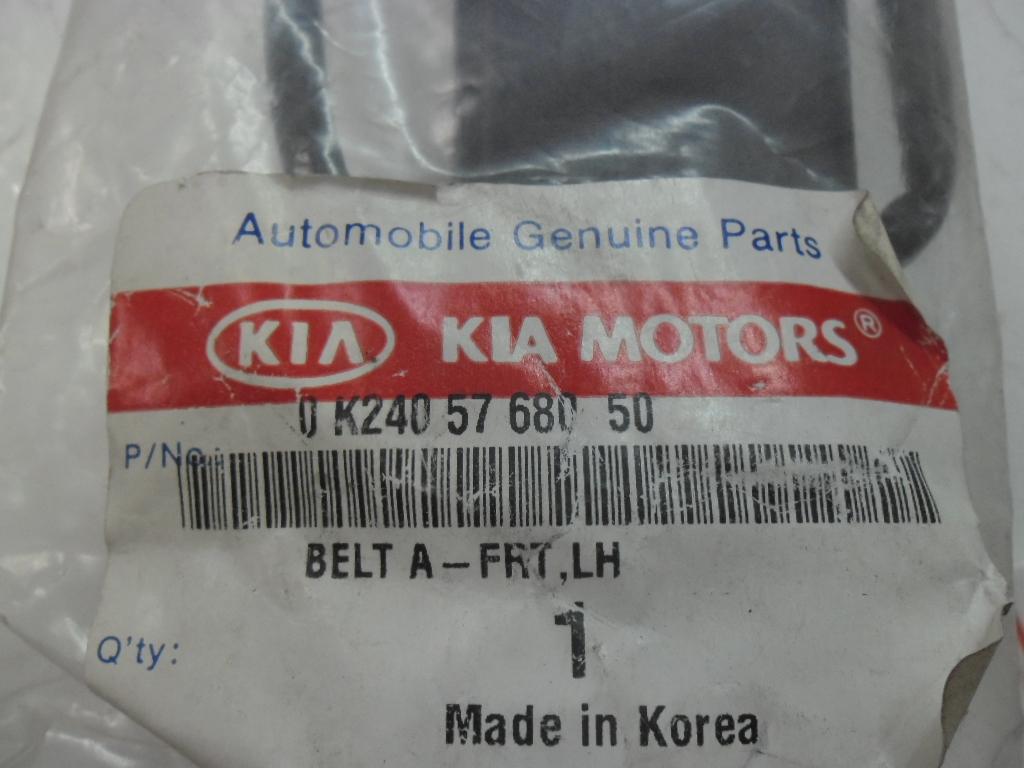 Automobile Genuine Parts
KIA KIA MOTORS®
0 K240 57 680 50
P/No.:
BELT A-FRT,LH
Q'ty: 1
Made in Korea